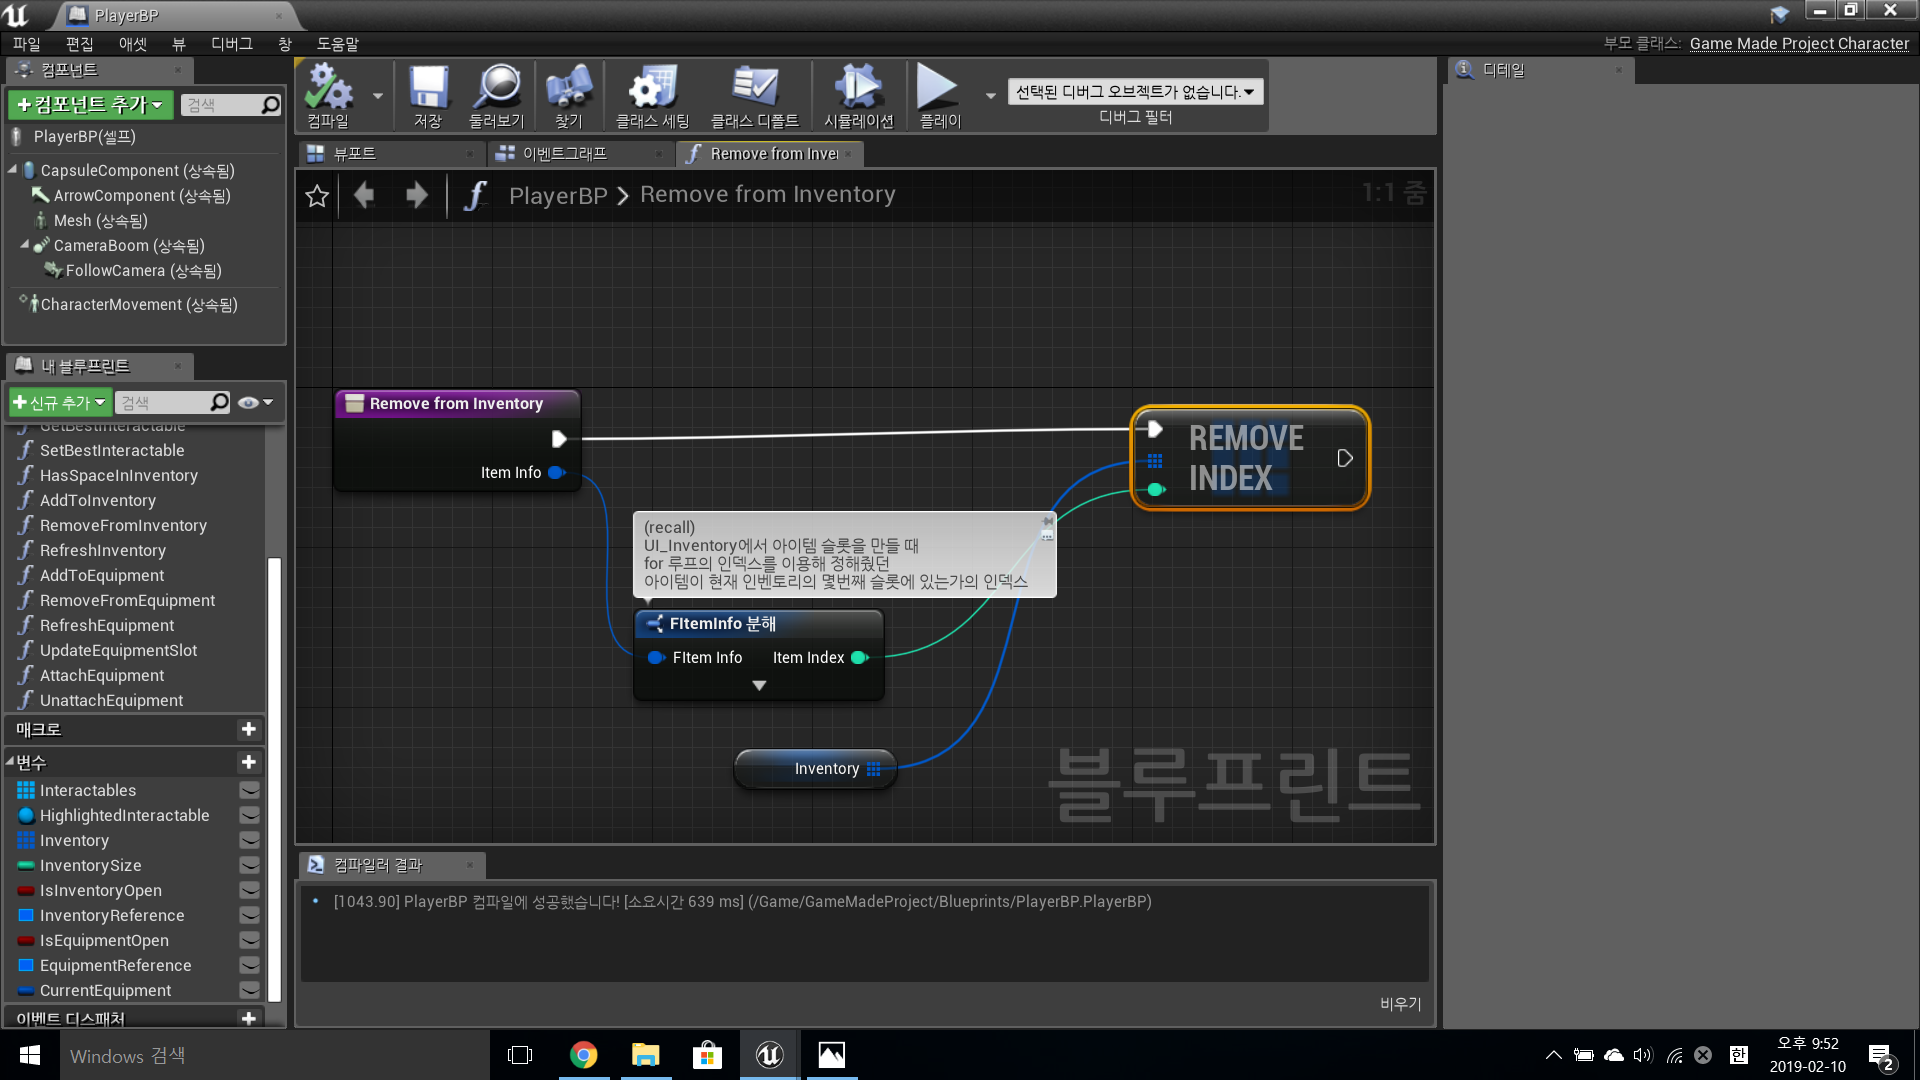 PlayerBP
파일 편집 애셋 뷰 디버그 창 도움말
부모 클래스: Game Made Project Character
컴포넌트
+컴포넌트 추가
검색
PlayerBP(셀프)
CapsuleComponent (상속됨)
ArrowComponent (상속됨)
Mesh (상속됨)
CameraBoom (상속됨)
FollowCamera (상속됨)
CharacterMovement (상속됨)
내 블루프린트
+신규 추가
검색
GetBestInteractable
SetBestInteractable
HasSpaceInInventory
AddToInventory
RemoveFromInventory
RefreshInventory
AddToEquipment
RemoveFromEquipment
RefreshEquipment
UpdateEquipmentSlot
AttachEquipment
UnattachEquipment
매크로
변수
Interactables
HighlightedInteractable
Inventory
InventorySize
IsInventoryOpen
InventoryReference
IsEquipmentOpen
EquipmentReference
CurrentEquipment
이벤트 디스패처
컴파일 저장 둘러보기 찾기 클래스 세팅 클래스 디폴트 시뮬레이션 플레이
선택된 디버그 오브젝트가 없습니다.
디버그 필터
뷰포트 이벤트그래프 Remove from Inver
PlayerBP > Remove from Inventory
1:1 줌
Remove from Inventory
Item Info
REMOVE
INDEX
(recall)
UI_Inventory에서 아이템 슬롯을 만들 때
for 루프의 인덱스를 이용해 정해줬던
아이템이 현재 인벤토리의 몇번째 슬롯에 있는가의 인덱스
FItemInfo 분해
FItem Info Item Index
Inventory
블루프린트
컴파일러 결과
[1043.90] PlayerBP 컴파일에 성공했습니다! [소요시간 639 ms] (/Game/GameMadeProject/Blueprints/PlayerBP.PlayerBP)
비우기
디테일
Windows 검색
한
오후 9:52
2019-02-10
2